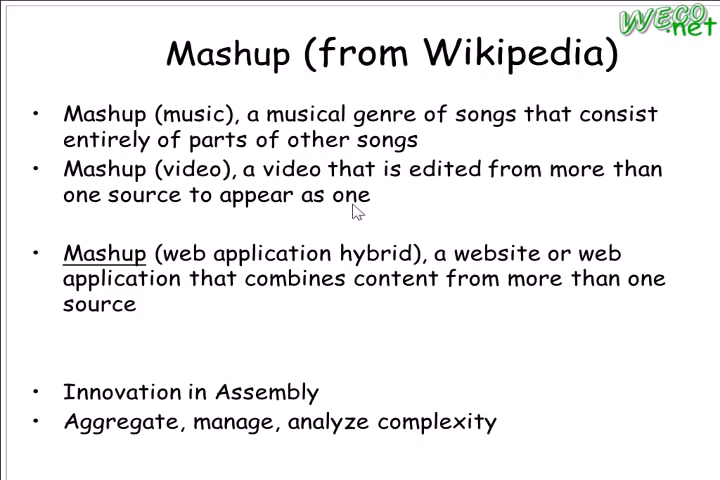 WECO
.net
Mashup (from Wikipedia)
• Mashup (music), a musical genre of songs that consist
entirely of parts of other songs
• Mashup (video), a video that is edited from more than
one source to appear as one
• Mashup (web application hybrid), a website or web
application that combines content from more than one
source
• Innovation in Assembly
• Aggregate, manage, analyze complexity